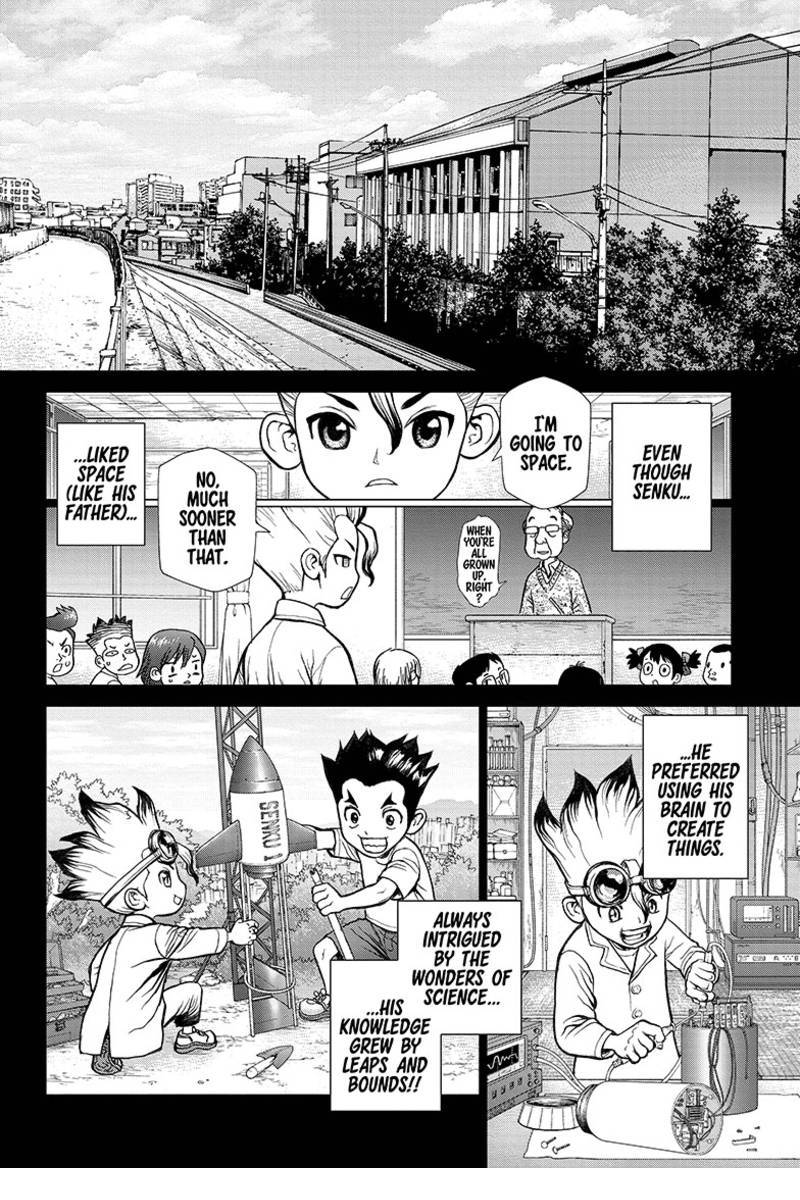 EVEN
THOUGH
SENKU...
I'M
GOING TO
SPACE.
...LIKED
SPACE
(LIKE HIS
FATHER)...
WHEN
YOU'RE
ALL
GROWN
UP,
RIGHT
?
NO,
MUCH
SOONER
THAN
THAT.
...HE
PREFERRED
USING HIS
BRAIN TO
CREATE
THINGS.
SENKU 1
ALWAYS
INTRIGUED
BY THE
WONDERS OF
SCIENCE...
...HIS
KNOWLEDGE
GREW BY
LEAPS AND
BOUNDS!!